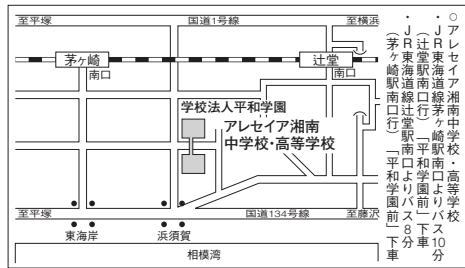 ○アレセイア湘南中学校・高等学校
・JR東海道線茅ケ崎駅南口よりバス10分
（辻堂駅南口行）「平和学園前」下車
・JR東海道線辻堂駅南口よりバス8分
（茅ケ崎駅南口行）「平和学園前」下車
至平塚
国道1号線
至横浜
茅ケ崎
辻堂
南口
南口
学校法人平和学園
アレセイア湘南
中学校・高等学校
至平塚
国道134号線
至藤沢
東海岸
浜須賀
相模湾